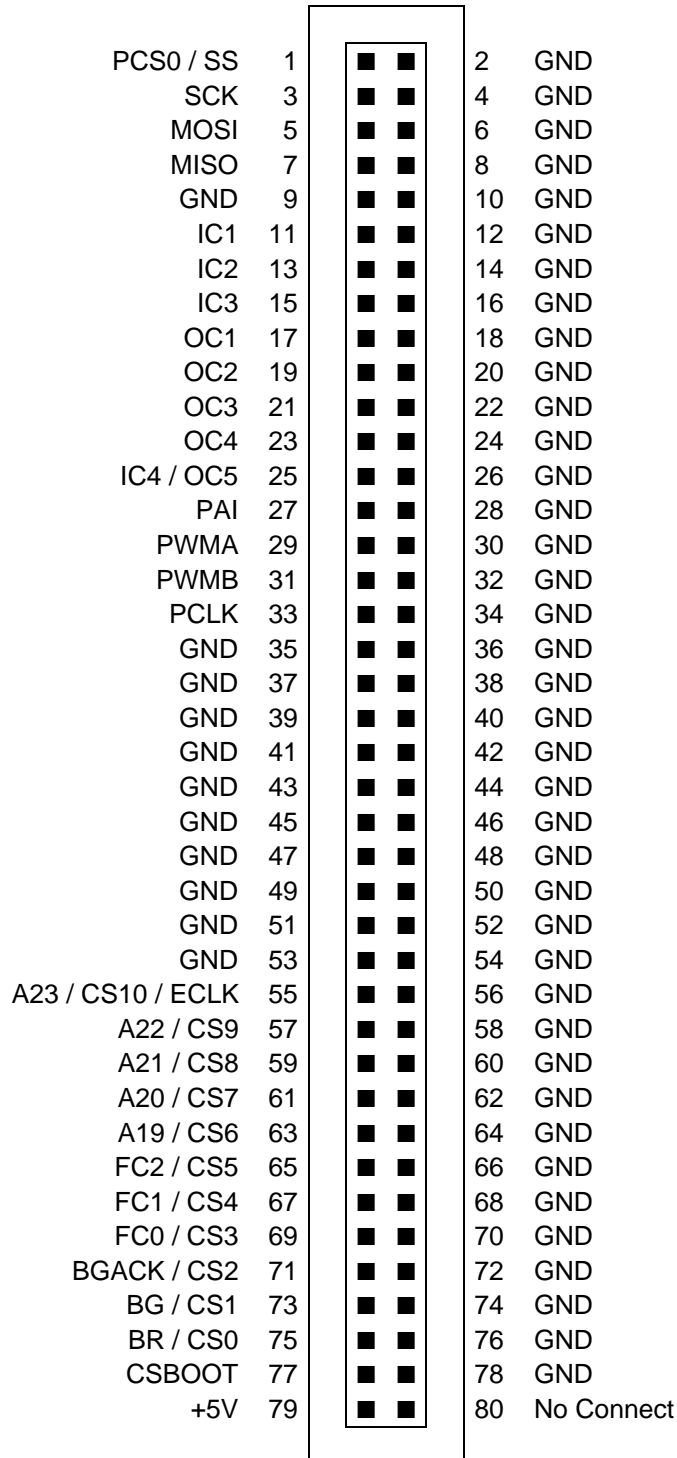 PCS0 / SS 1 2 GND
SCK 3 4 GND
MOSI 5 6 GND
MISO 7 8 GND
GND 9 10 GND
IC1 11 12 GND
IC2 13 14 GND
IC3 15 16 GND
OC1 17 18 GND
OC2 19 20 GND
OC3 21 22 GND
OC4 23 24 GND
IC4 / OC5 25 26 GND
PAI 27 28 GND
PWMA 29 30 GND
PWMB 31 32 GND
PCLK 33 34 GND
GND 35 36 GND
GND 37 38 GND
GND 39 40 GND
GND 41 42 GND
GND 43 44 GND
GND 45 46 GND
GND 47 48 GND
GND 49 50 GND
GND 51 52 GND
GND 53 54 GND
A23 / CS10 / ECLK 55 56 GND
A22 / CS9 57 58 GND
A21 / CS8 59 60 GND
A20 / CS7 61 62 GND
A19 / CS6 63 64 GND
FC2 / CS5 65 66 GND
FC1 / CS4 67 68 GND
FC0 / CS3 69 70 GND
BGACK / CS2 71 72 GND
BG / CS1 73 74 GND
BR / CS0 75 76 GND
CSBOOT 77 78 GND
+5V 79 80 No Connect